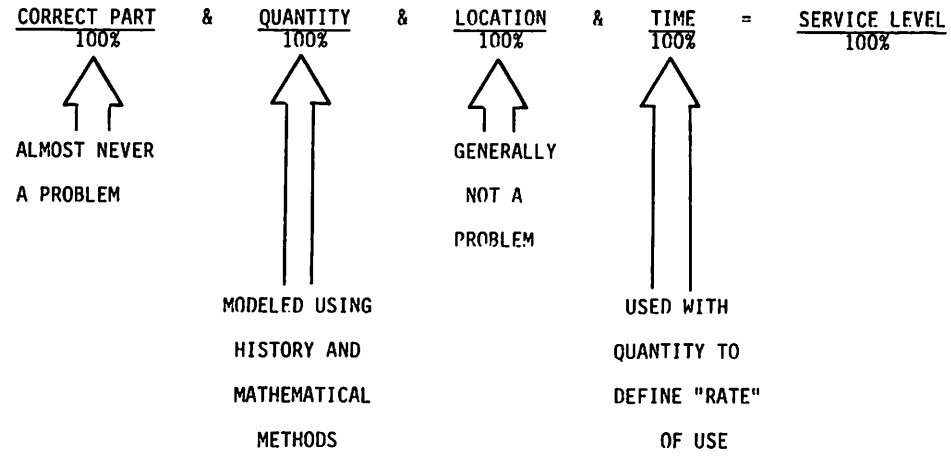 CORRECT PART & QUANTITY & LOCATION & TIME = SERVICE LEVEL
100% 100% 100% 100% 100%
ALMOST NEVER
A PROBLEM
GENERALLY
NOT A
PROBLEM
MODELED USING
HISTORY AND
MATHEMATICAL
METHODS
USED WITH
QUANTITY TO
DEFINE "RATE"
OF USE